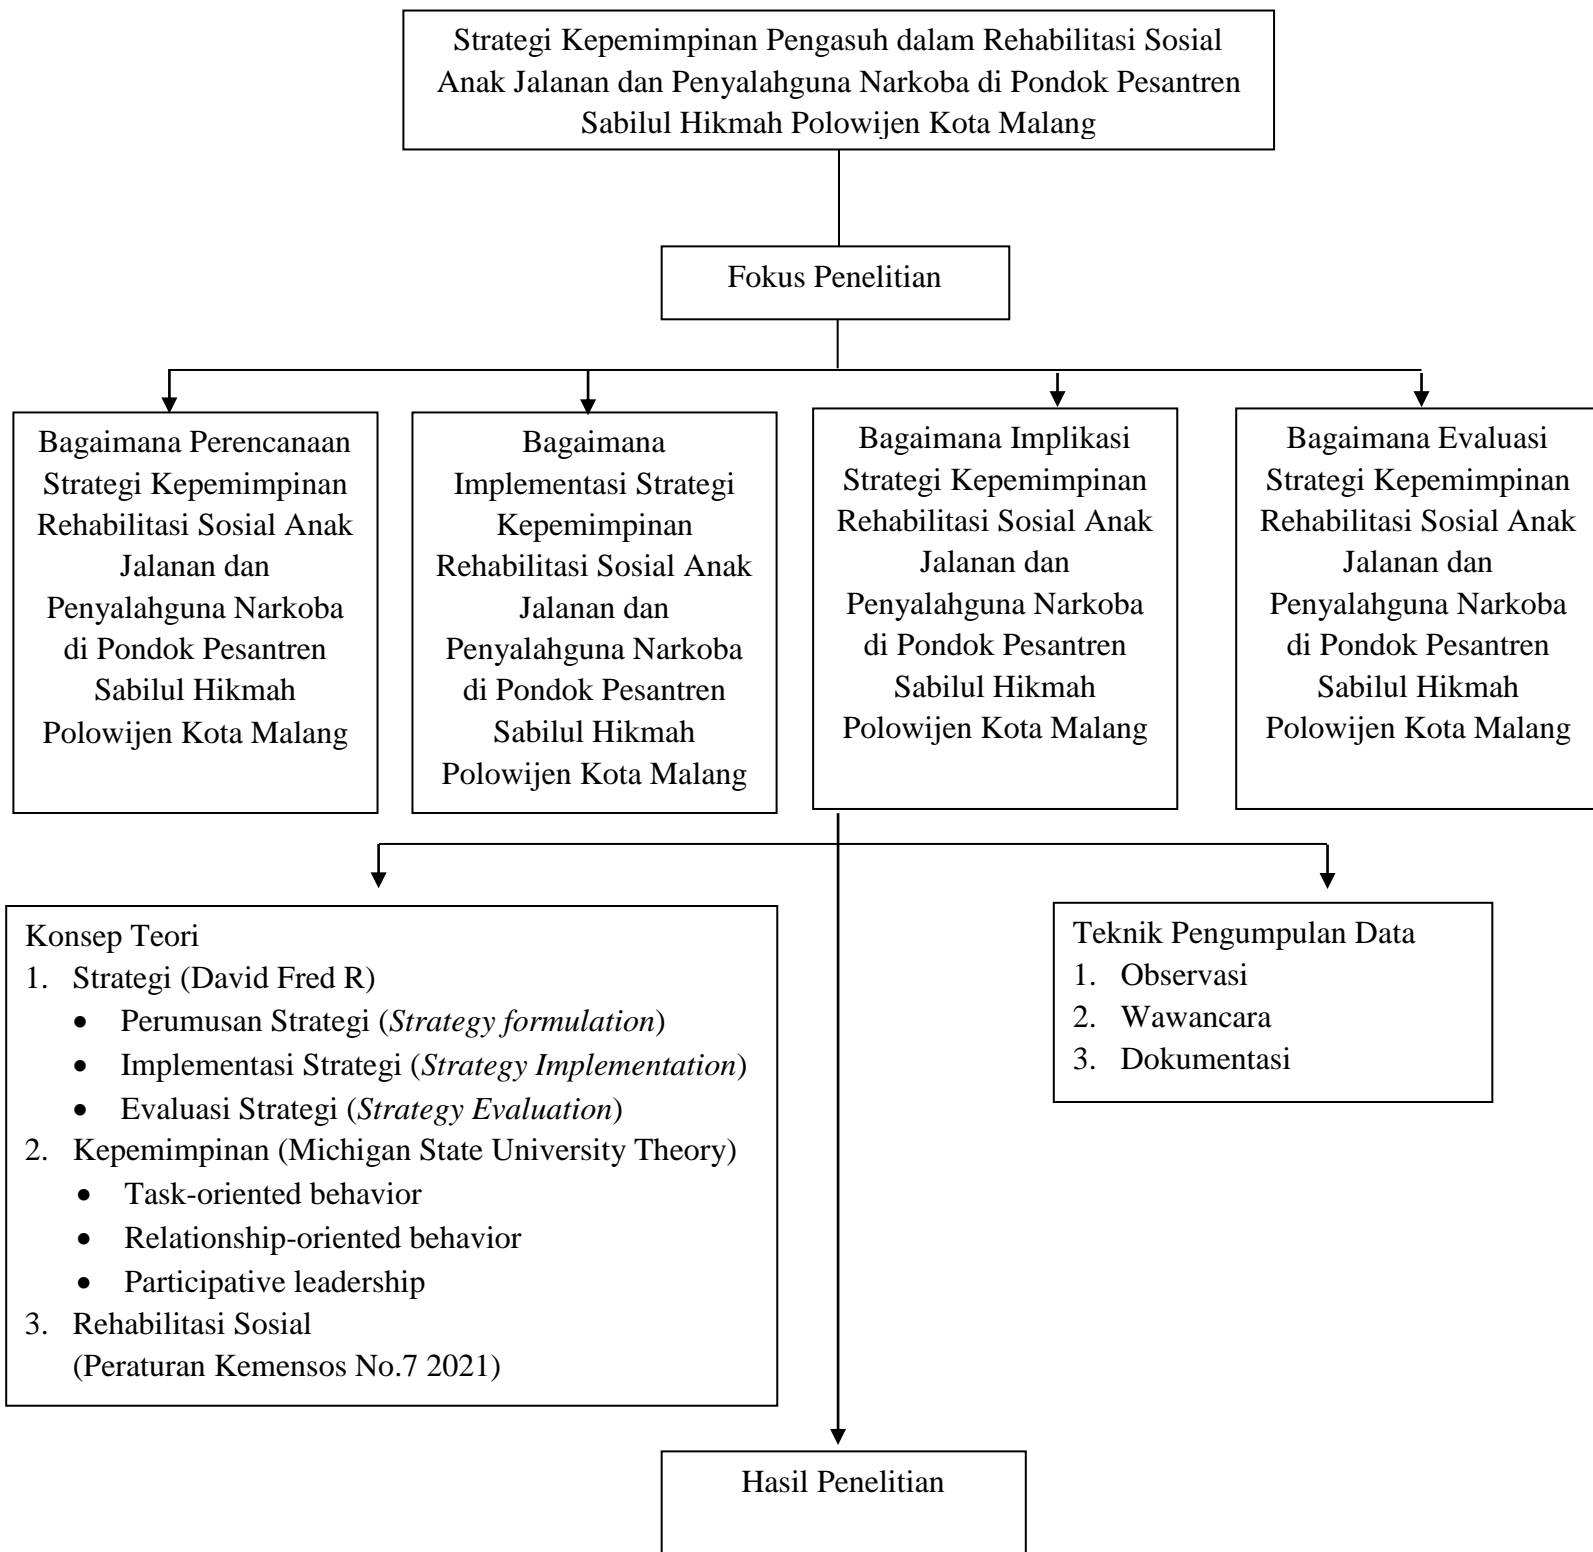 Strategi Kepemimpinan Pengasuh dalam Rehabilitasi Sosial
Anak Jalanan dan Penyalahguna Narkoba di Pondok Pesantren
Sabilul Hikmah Polowijen Kota Malang
Fokus Penelitian
Bagaimana Perencanaan
Strategi Kepemimpinan
Rehabilitasi Sosial Anak
Jalanan dan
Penyalahguna Narkoba
di Pondok Pesantren
Sabilul Hikmah
Polowijen Kota Malang
Bagaimana
Implementasi Strategi
Kepemimpinan
Rehabilitasi Sosial Anak
Jalanan dan
Penyalahguna Narkoba
di Pondok Pesantren
Sabilul Hikmah
Polowijen Kota Malang
Bagaimana Implikasi
Strategi Kepemimpinan
Rehabilitasi Sosial Anak
Jalanan dan
Penyalahguna Narkoba
di Pondok Pesantren
Sabilul Hikmah
Polowijen Kota Malang
Bagaimana Evaluasi
Strategi Kepemimpinan
Rehabilitasi Sosial Anak
Jalanan dan
Penyalahguna Narkoba
di Pondok Pesantren
Sabilul Hikmah
Polowijen Kota Malang
Konsep Teori
1. Strategi (David Fred R)
• Perumusan Strategi (Strategy formulation)
• Implementasi Strategi (Strategy Implementation)
• Evaluasi Strategi (Strategy Evaluation)
2. Kepemimpinan (Michigan State University Theory)
• Task-oriented behavior
• Relationship-oriented behavior
• Participative leadership
3. Rehabilitasi Sosial
(Peraturan Kemensos No.7 2021)
Teknik Pengumpulan Data
1. Observasi
2. Wawancara
3. Dokumentasi
Hasil Penelitian